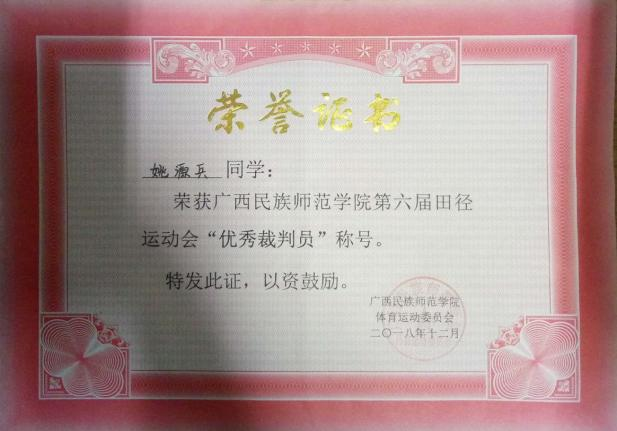 荣誉证书
姚源兵 同学：
荣获广西民族师范学院第六届田径
运动会“优秀裁判员”称号。
特发此证，以资鼓励。
广西民族师范学院
体育运动委员会
二〇一八年十二月